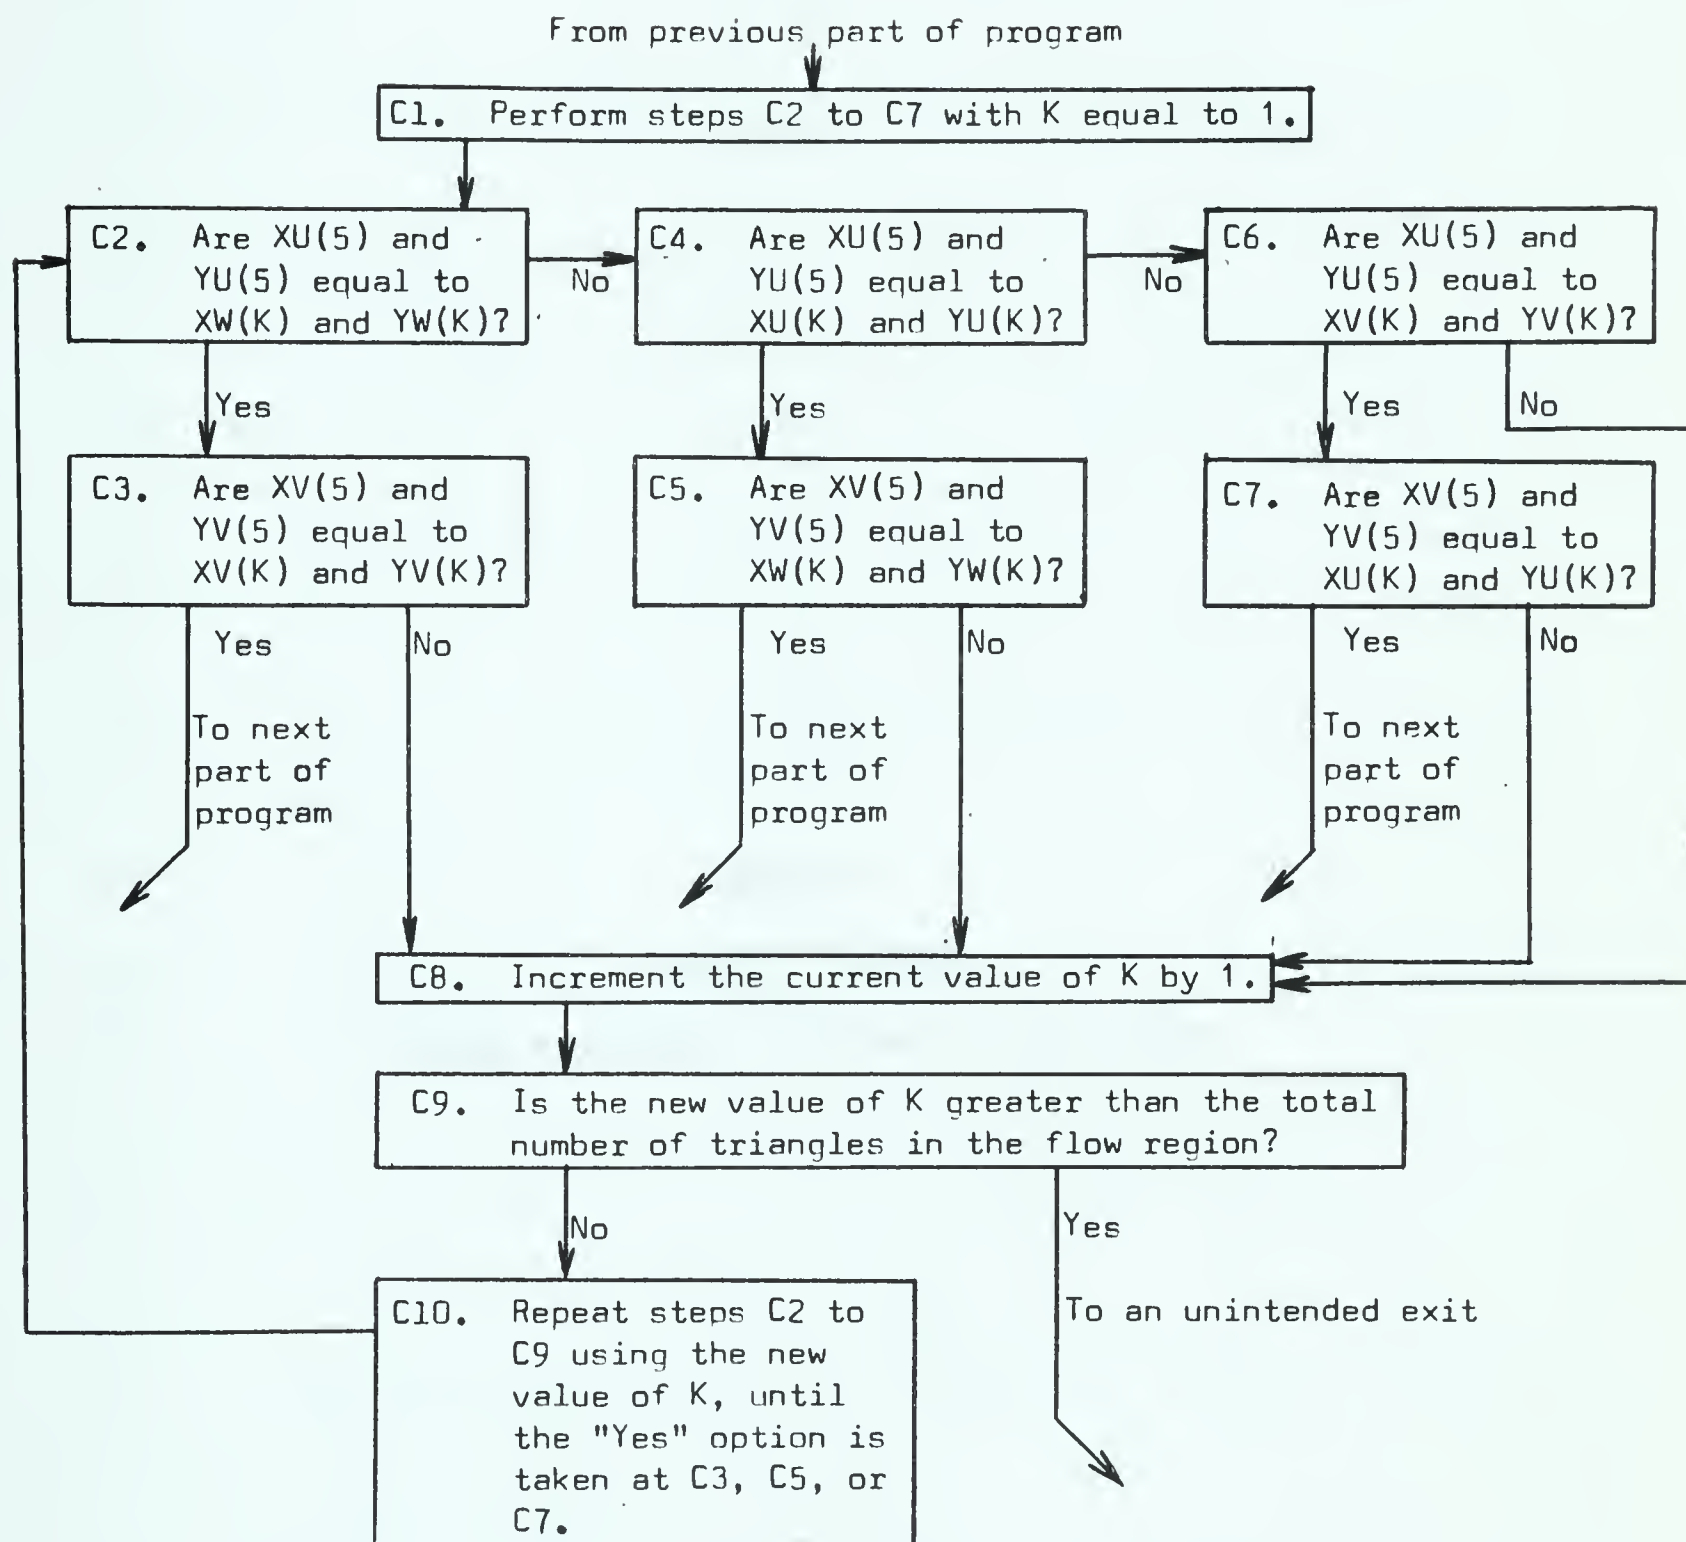 From previous part of program
C1. Perform steps C2 to C7 with K equal to 1.
C2. Are XU(5) and
YU(5) equal to
XW(K) and YW(K)?
No
C4. Are XU(5) and
YU(5) equal to
XU(K) and YU(K)?
No
C6. Are XU(5) and
YU(5) equal to
XV(K) and YV(K)?
Yes
Yes
Yes
No
C3. Are XV(5) and
YV(5) equal to
XV(K) and YV(K)?
C5. Are XV(5) and
YV(5) equal to
XW(K) and YW(K)?
C7. Are XV(5) and
YV(5) equal to
XU(K) and YU(K)?
Yes
No
Yes
No
Yes
No
To next
part of
program
To next
part of
program
To next
part of
program
C8. Increment the current value of K by 1.
C9. Is the new value of K greater than the total
number of triangles in the flow region?
No
Yes
To an unintended exit
C10. Repeat steps C2 to
C9 using the new
value of K, until
the "Yes" option is
taken at C3, C5, or
C7.